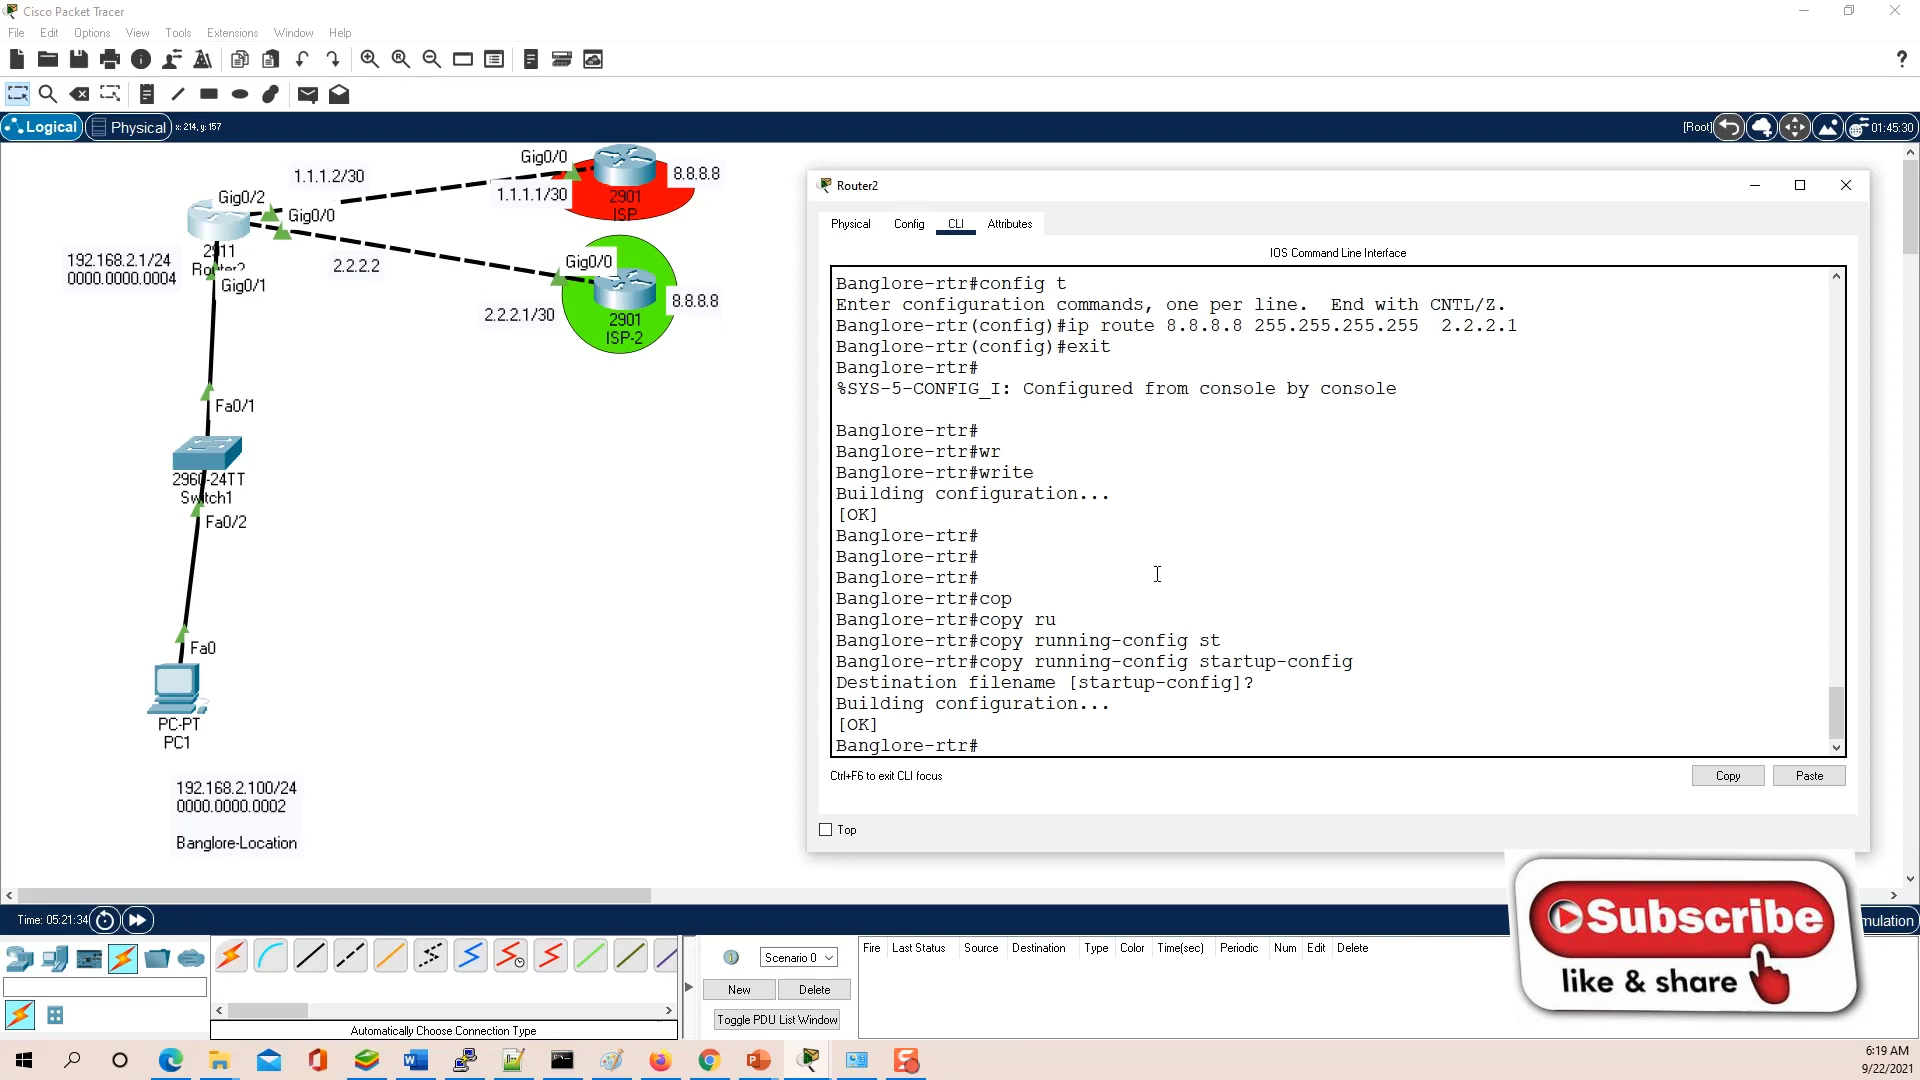 Cisco Packet Tracer
File Edit Options View Tools Extensions Window Help
Logical Physical x: 214, y: 157
[Root] 01:45:30
Gig0/0
8.8.8.8
1.1.1.2/30
1.1.1.1/30
2901
ISP
Gig0/2
Gig0/0
192.168.2.1/24
0000.0000.0004
2911
Router2
Gig0/1
2.2.2.2
Gig0/0
8.8.8.8
2.2.2.1/30
2901
ISP-2
Fa0/1
2960-24TT
Switch1
Fa0/2
Fa0
PC-PT
PC1
192.168.2.100/24
0000.0000.0002
Banglore-Location
Router2
Physical Config CLI Attributes
IOS Command Line Interface
Banglore-rtr#config t
Enter configuration commands, one per line.  End with CNTL/Z.
Banglore-rtr(config)#ip route 8.8.8.8 255.255.255.255  2.2.2.1
Banglore-rtr(config)#exit
Banglore-rtr#
%SYS-5-CONFIG_I: Configured from console by console
Banglore-rtr#
Banglore-rtr#wr
Banglore-rtr#write
Building configuration...
[OK]
Banglore-rtr#
Banglore-rtr#
Banglore-rtr#
Banglore-rtr#cop
Banglore-rtr#copy ru
Banglore-rtr#copy running-config st
Banglore-rtr#copy running-config startup-config
Destination filename [startup-config]?
Building configuration...
[OK]
Banglore-rtr#
Ctrl+F6 to exit CLI focus
Copy Paste
Top
Subscribe
like & share
Time: 05:21:34
mulation
Scenario 0
New Delete
Toggle PDU List Window
Fire Last Status Source Destination Type Color Time(sec) Periodic Num Edit Delete
Automatically Choose Connection Type
6:19 AM
9/22/2021